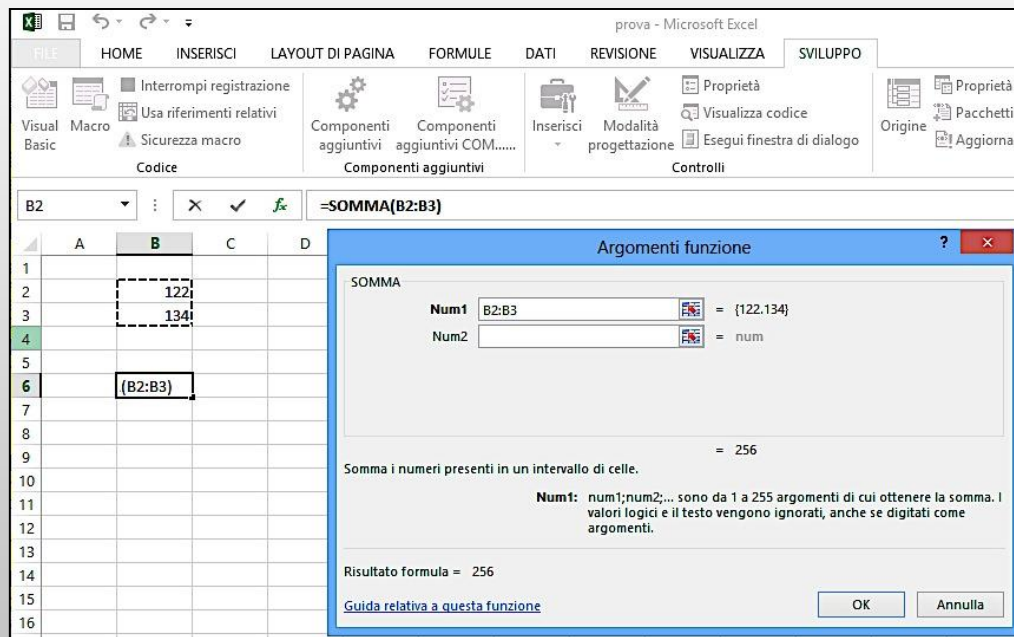 prova - Microsoft Excel
FILE HOME INSERISCI LAYOUT DI PAGINA FORMULE DATI REVISIONE VISUALIZZA SVILUPPO
Visual Basic
Macro
Interrompi registrazione
Usa riferimenti relativi
Sicurezza macro
Codice
Componenti aggiuntivi
Componenti aggiuntivi COM......
Componenti aggiuntivi
Inserisci
Modalità progettazione
Proprietà
Visualizza codice
Esegui finestra di dialogo
Controlli
Origine
Proprietà
Pacchetti
Aggiorna
B2 fx =SOMMA(B2:B3)
A B C D
1
2 122
3 134
4
5
6 (B2:B3)
7
8
9
10
11
12
13
14
15
16
Argomenti funzione ?
SOMMA
Num1 B2:B3 = {122.134}
Num2 = num
= 256
Somma i numeri presenti in un intervallo di celle.
Num1: num1;num2;... sono da 1 a 255 argomenti di cui ottenere la somma. I
valori logici e il testo vengono ignorati, anche se digitati come
argomenti.
Risultato formula = 256
Guida relativa a questa funzione
OK Annulla